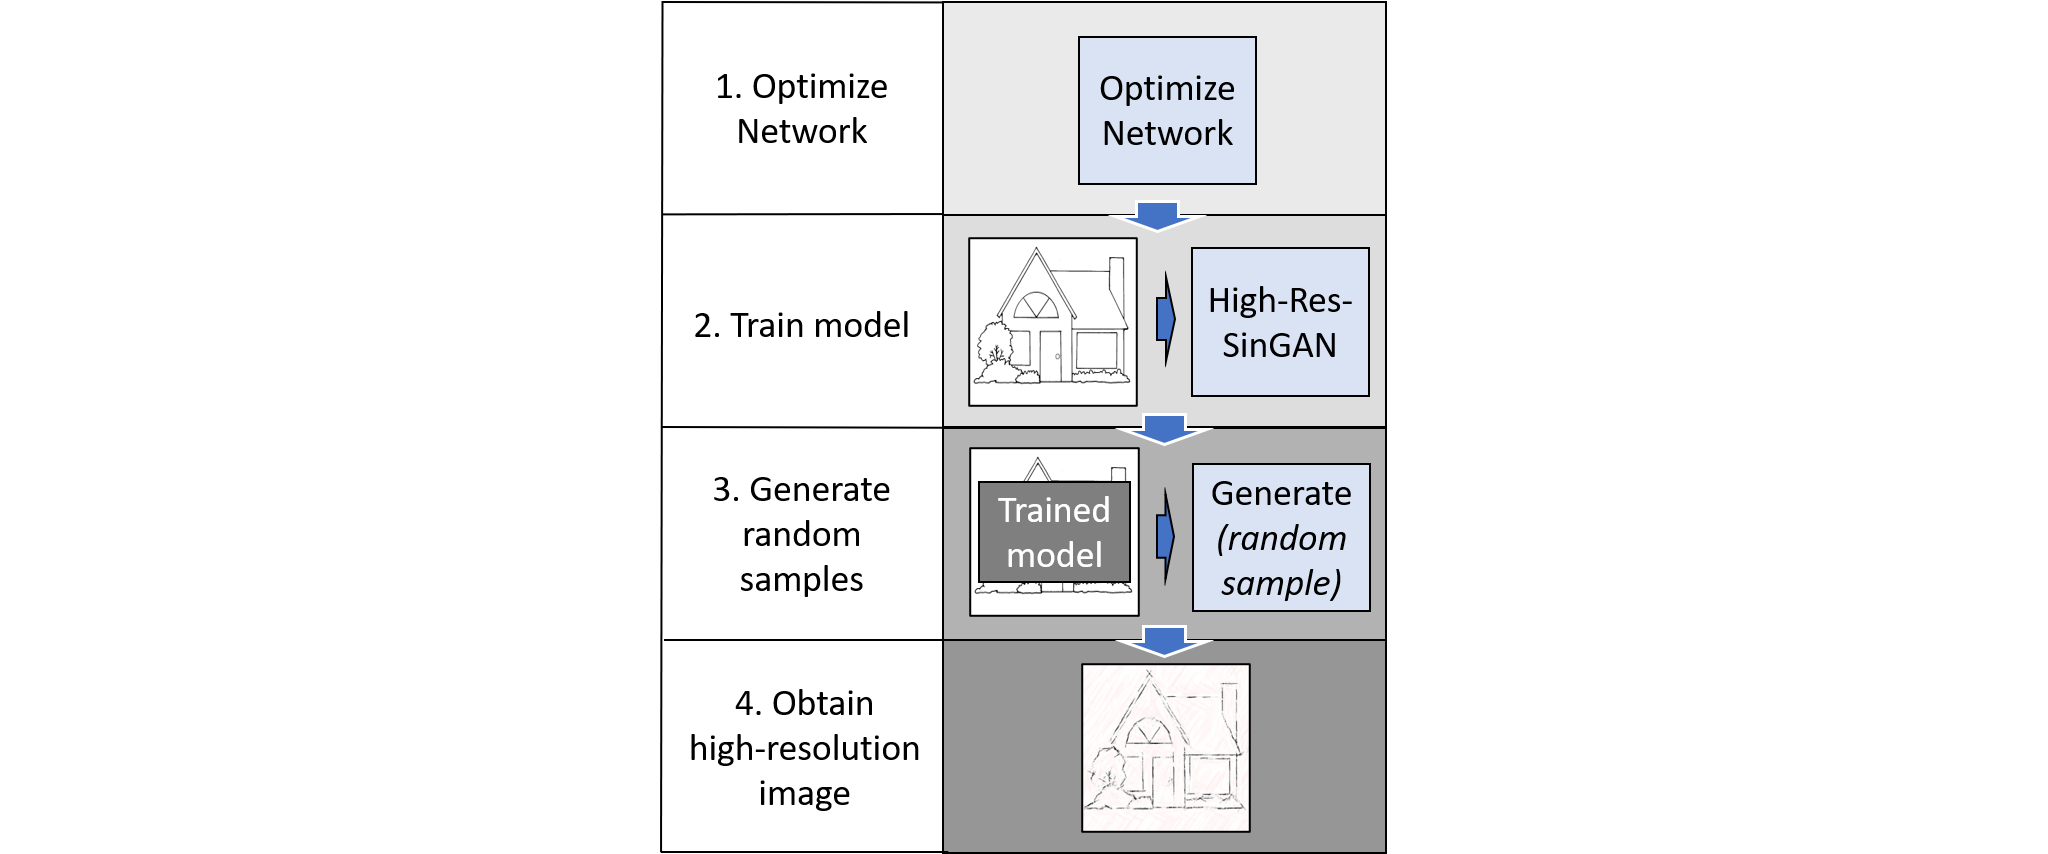 1. Optimize
Network
Optimize
Network
2. Train model
High-Res-
SinGAN
3. Generate
random
samples
Trained
model
Generate
(random
sample)
4. Obtain
high-resolution
image